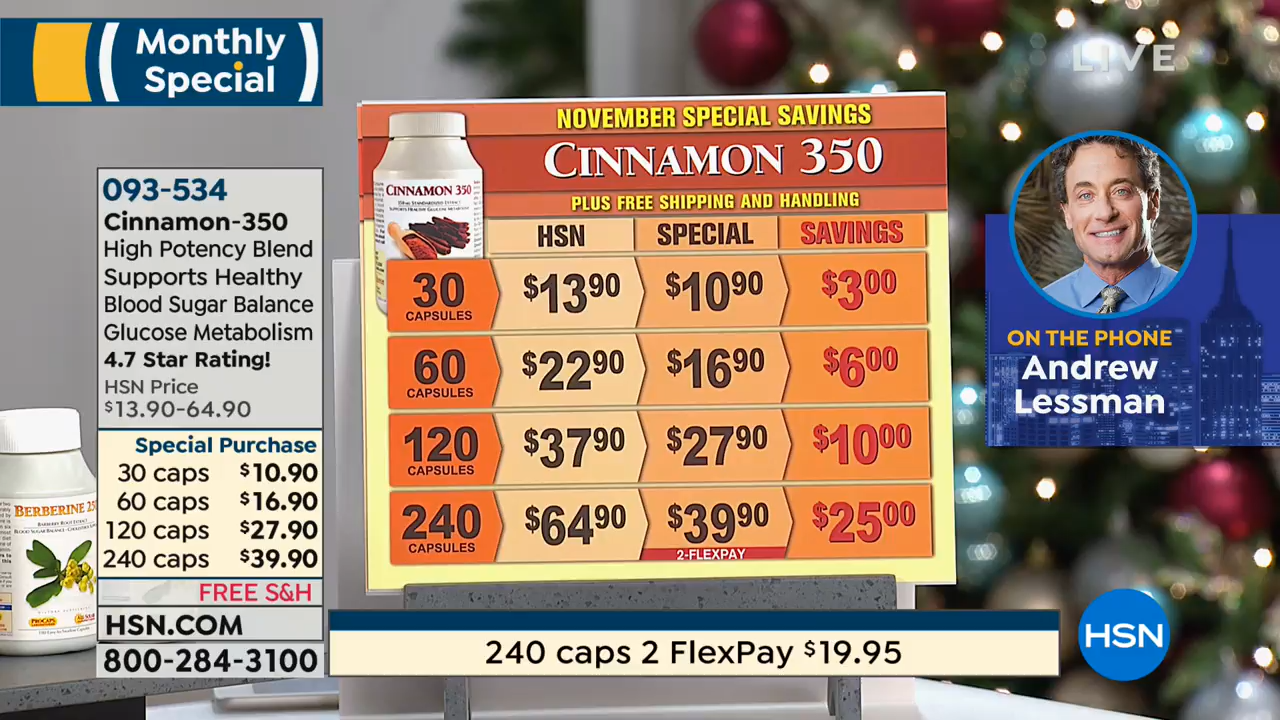 Monthly
Special
LIVE
093-534
Cinnamon-350
High Potency Blend
Supports Healthy
Blood Sugar Balance
Glucose Metabolism
4.7 Star Rating!
HSN Price
$13.90-64.90
Special Purchase
30 caps $10.90
60 caps $16.90
120 caps $27.90
240 caps $39.90
FREE S&H
HSN.COM
800-284-3100
NOVEMBER SPECIAL SAVINGS
CINNAMON 350
PLUS FREE SHIPPING AND HANDLING
CINNAMON 350
HSN SPECIAL SAVINGS
30 CAPSULES $13.90 $10.90 $3.00
60 CAPSULES $22.90 $16.90 $6.00
120 CAPSULES $37.90 $27.90 $10.00
240 CAPSULES $64.90 $39.90 $25.00
2-FLEXPAY
ON THE PHONE
Andrew
Lessman
BERBERINE
PROCAPS
240 caps 2 FlexPay $19.95
HSN